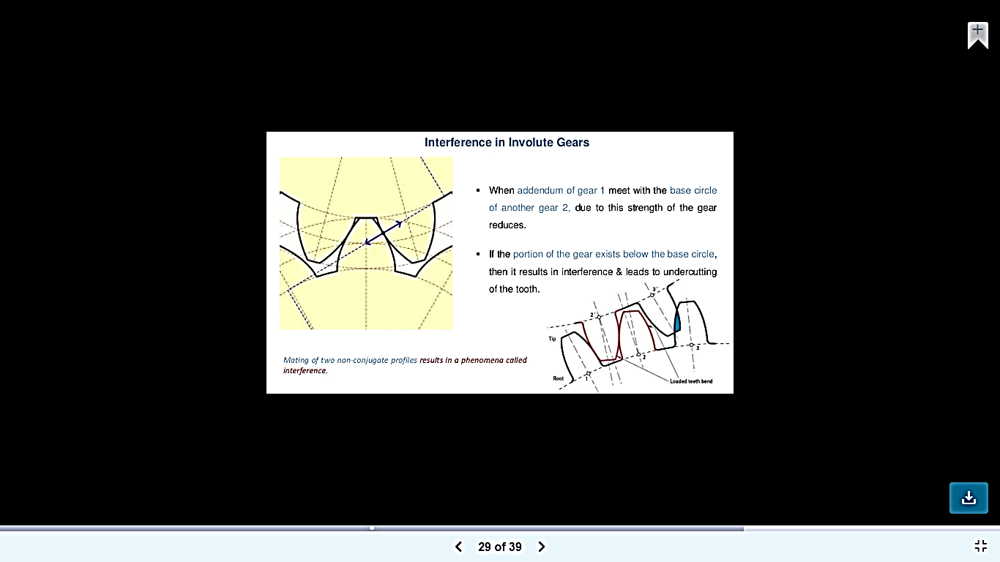 Interference in Involute Gears
▪ When addendum of gear 1 meet with the base circle
of another gear 2, due to this strength of the gear
reduces.
▪ If the portion of the gear exists below the base circle,
then it results in interference & leads to undercutting
of the tooth.
3'
2'
Tip
3
2
Root
1
Loaded teeth bend
Mating of two non-conjugate profiles results in a phenomena called
interference.
29 of 39